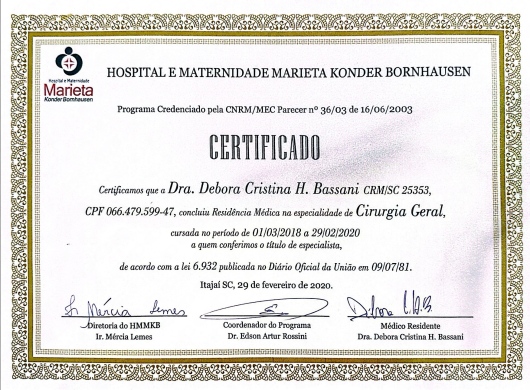 Hospital e Maternidade
Marieta
Konder Bornhausen
HOSPITAL E MATERNIDADE MARIETA KONDER BORNHAUSEN
Programa Credenciado pela CNRM/MEC Parecer nº 36/03 de 16/06/2003
CERTIFICADO
Certificamos que a Dra. Debora Cristina H. Bassani CRM/SC 25353,
CPF 066.479.599-47, concluiu Residência Médica na especialidade de Cirurgia Geral,
cursada no período de 01/03/2018 a 29/02/2020
a quem conferimos o título de especialista,
de acordo com a lei 6.932 publicada no Diário Oficial da União em 09/07/81.
Itajaí SC, 29 de fevereiro de 2020.
Ir Mércia Lemes
Diretoria do HMMKB
Ir. Mércia Lemes
Coordenador do Programa
Dr. Edson Artur Rossini
Médico Residente
Dra. Debora Cristina H. Bassani